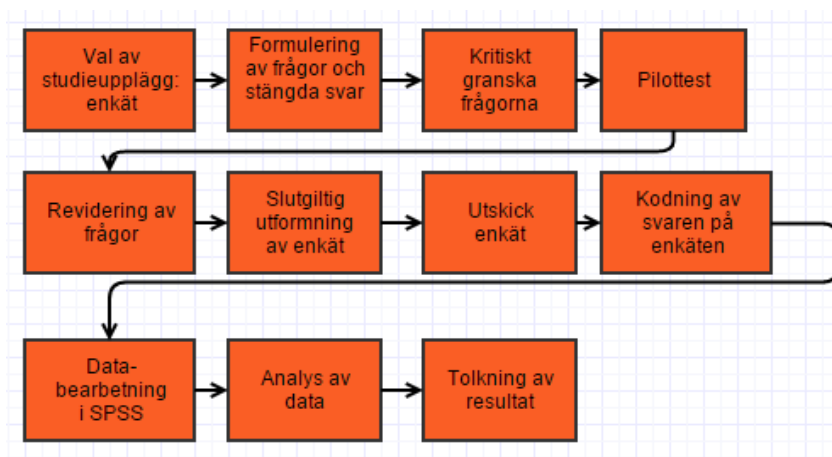 Val av
studieupplägg:
enkät
Formulering
av frågor och
stängda svar
Kritiskt
granska
frågorna
Pilottest
Revidering av
frågor
Slutgiltig
utformning
av enkät
Utskick
enkät
Kodning av
svaren på
enkäten
Data-
bearbetning
i SPSS
Analys av
data
Tolkning av
resultat